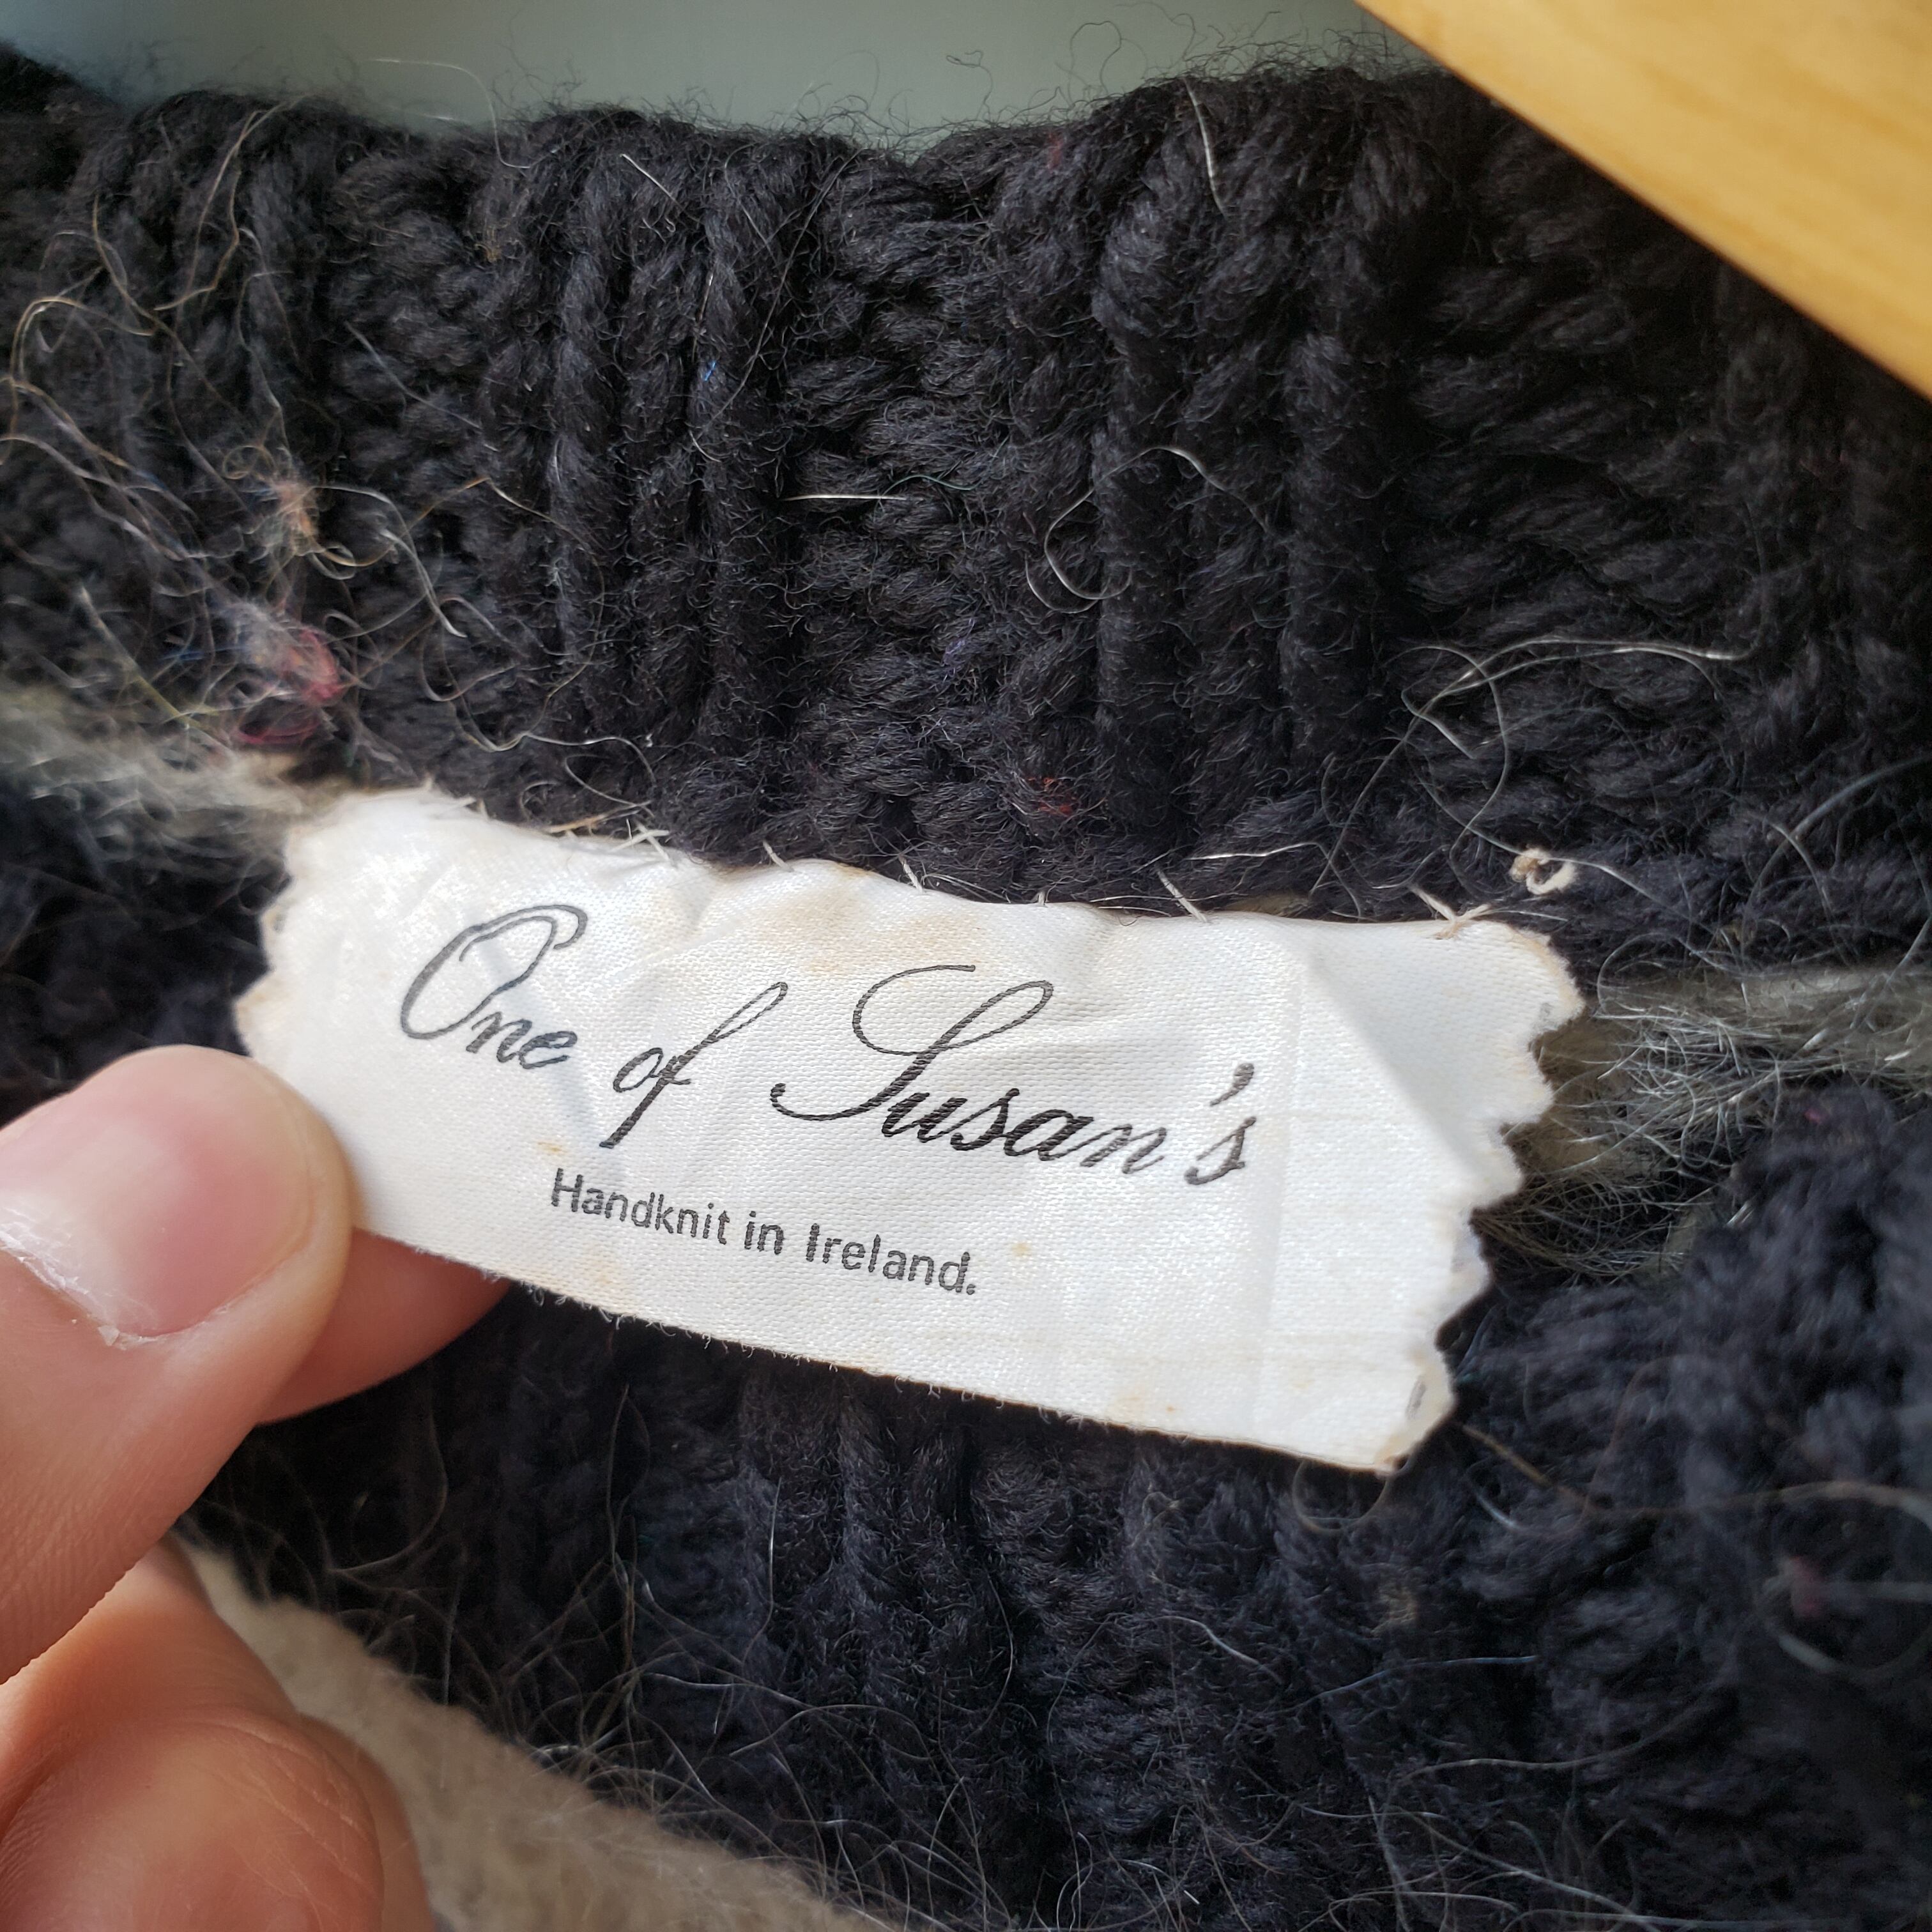 One of Susan's
Handknit in Ireland.